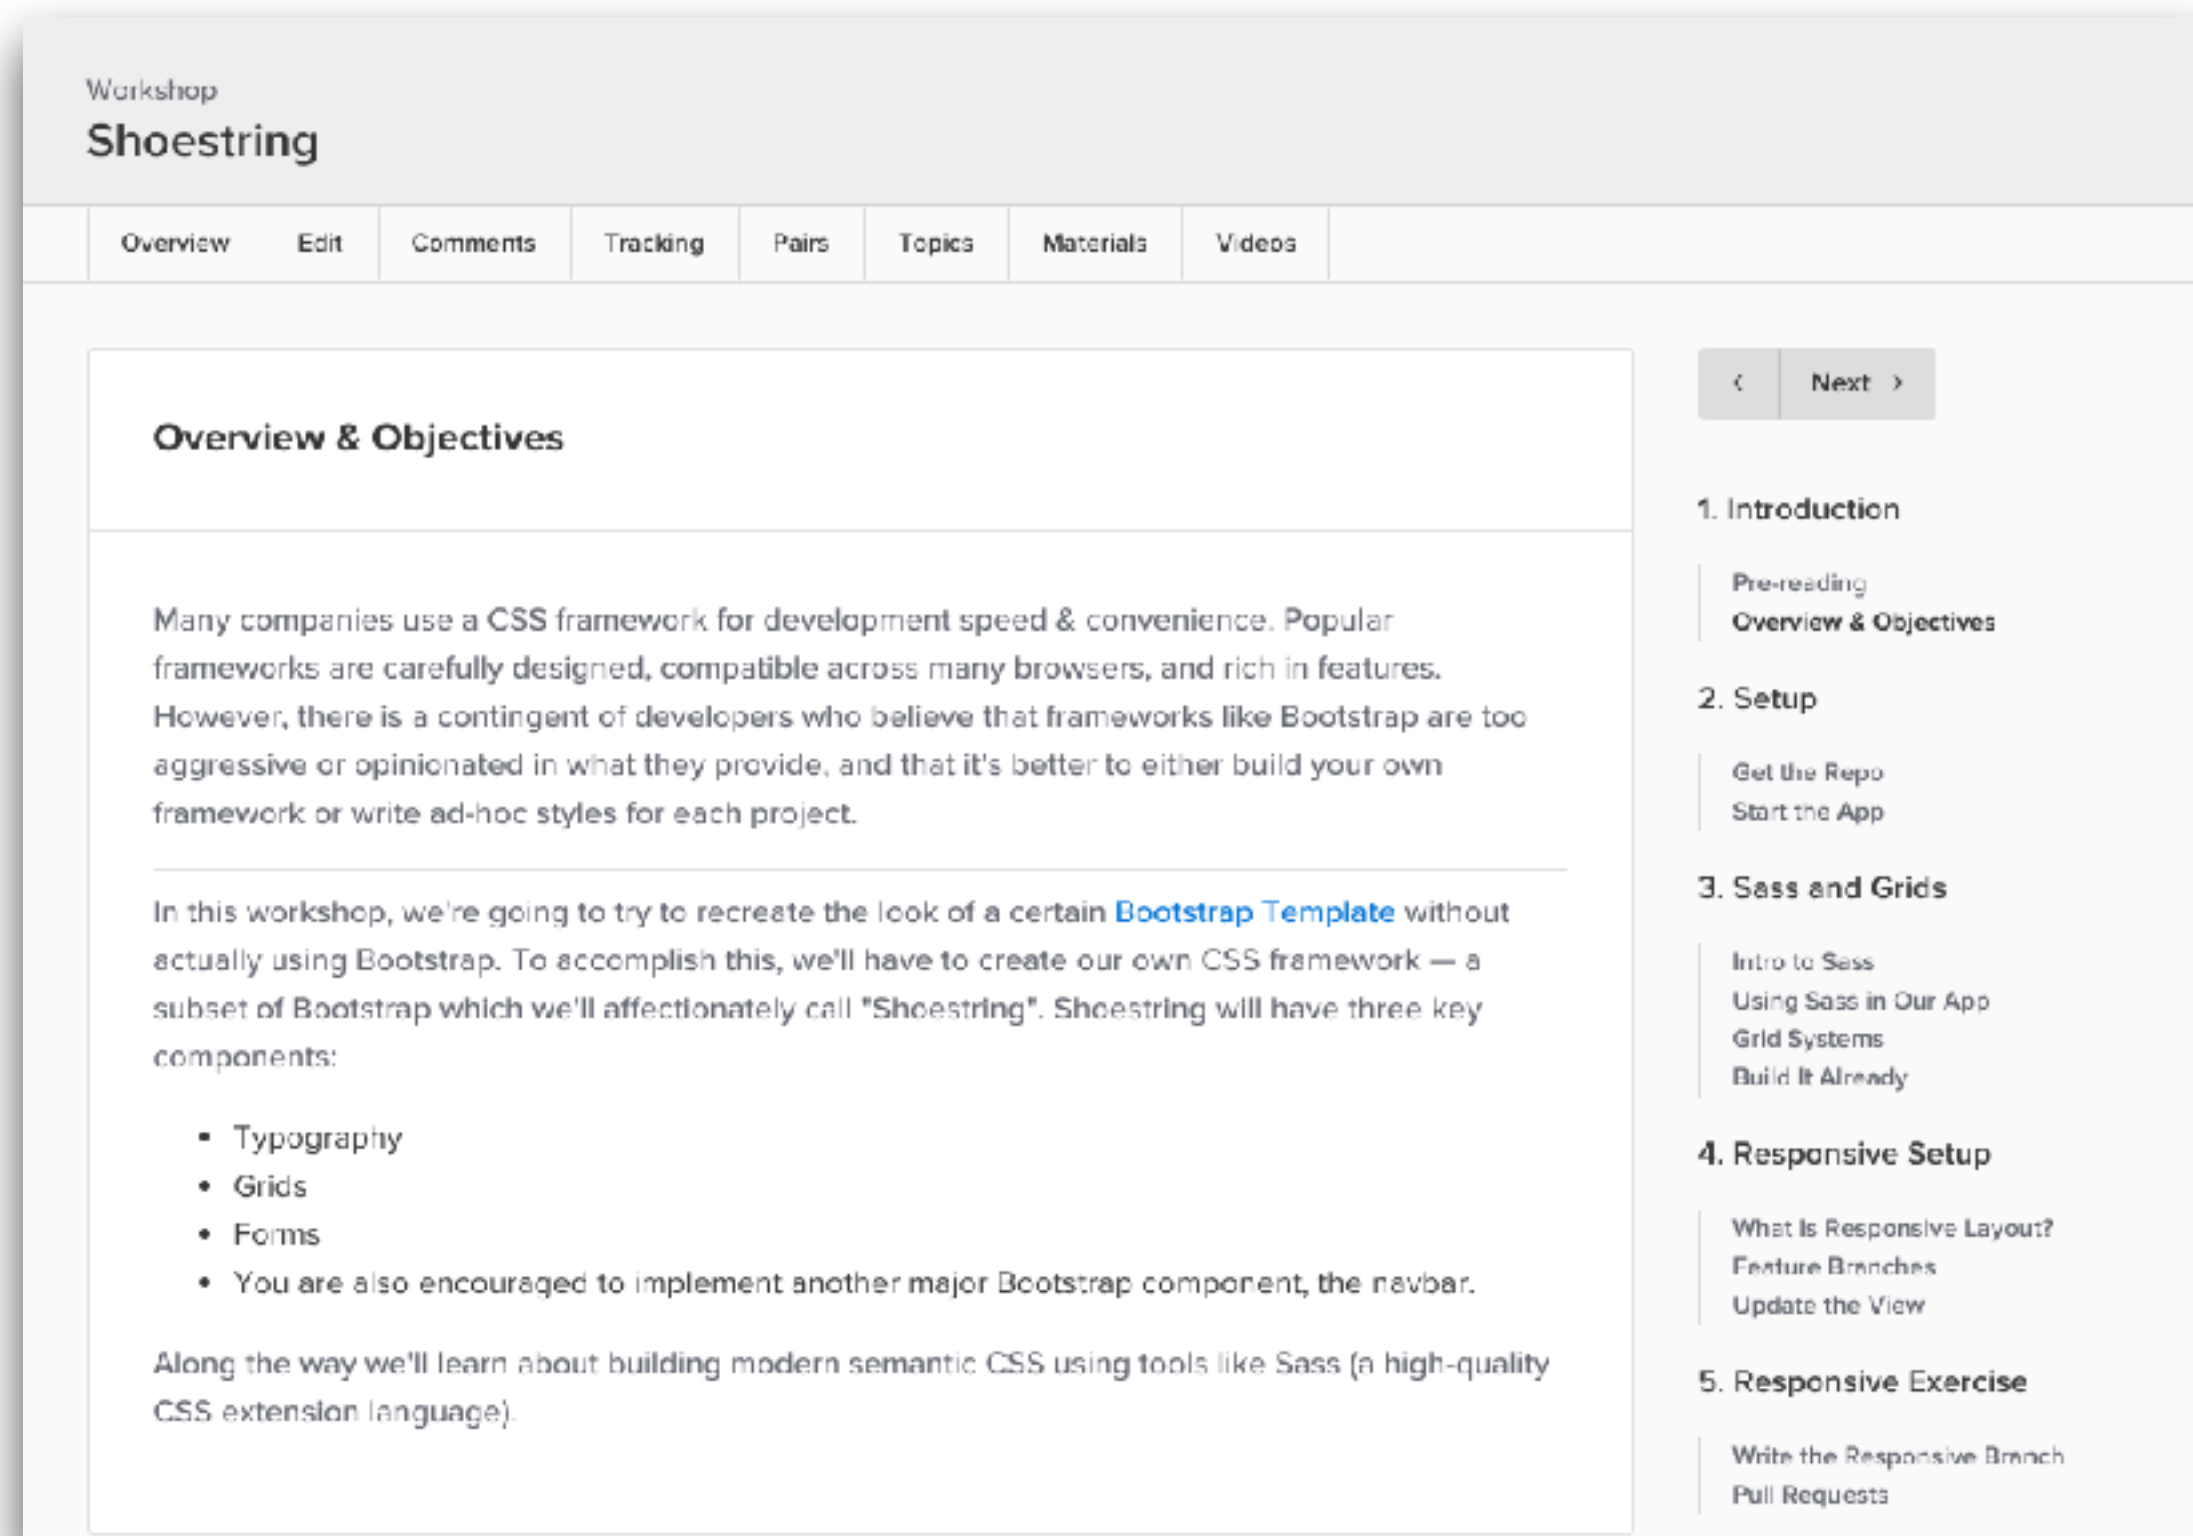 Workshop
Shoestring
Overview Edit Comments Tracking Pairs Topics Materials Videos
Overview & Objectives
Many companies use a CSS framework for development speed & convenience. Popular
frameworks are carefully designed, compatible across many browsers, and rich in features.
However, there is a contingent of developers who believe that frameworks like Bootstrap are too
aggressive or opinionated in what they provide, and that it's better to either build your own
framework or write ad-hoc styles for each project.
In this workshop, we're going to try to recreate the look of a certain Bootstrap Template without
actually using Bootstrap. To accomplish this, we'll have to create our own CSS framework — a
subset of Bootstrap which we'll affectionately call "Shoestring". Shoestring will have three key
components:
• Typography
• Grids
• Forms
• You are also encouraged to implement another major Bootstrap component, the navbar.
Along the way we'll learn about building modern semantic CSS using tools like Sass (a high-quality
CSS extension language).
‹ Next ›
1. Introduction
Pre-reading
Overview & Objectives
2. Setup
Get the Repo
Start the App
3. Sass and Grids
Intro to Sass
Using Sass in Our App
Grid Systems
Build It Already
4. Responsive Setup
What Is Responsive Layout?
Feature Branches
Update the View
5. Responsive Exercise
Write the Responsive Branch
Pull Requests